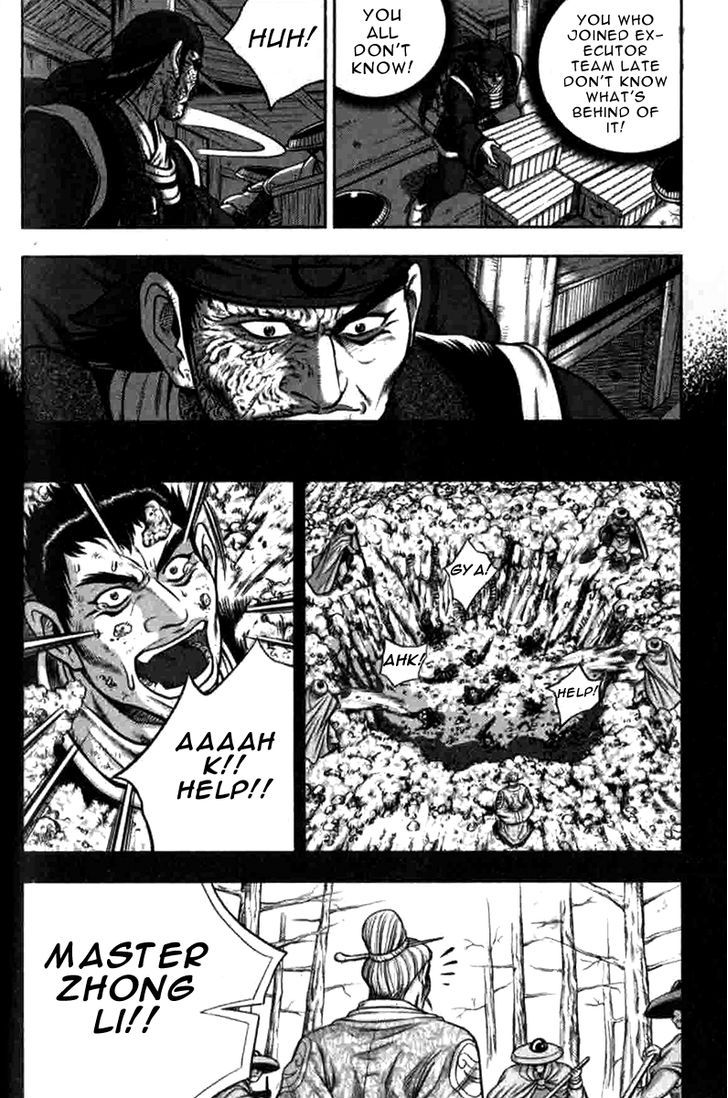 YOU WHO
JOINED EX-
ECUTOR
TEAM LATE
DON'T KNOW
WHAT'S
BEHIND OF
IT!
YOU
ALL
DON'T
KNOW!
HUH!
GYA!
AHK!
HELP!
AAAAH
K!!
HELP!!
MASTER
ZHONG
LI!!